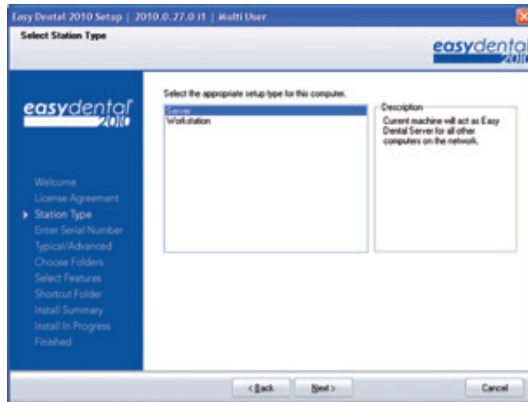 Easy Dental 2010 Setup | 2010.0.27.0 i1 | Multi User
Select Station Type
easydental
2010
easydental
2010
Welcome
License Agreement
Station Type
Enter Serial Number
Typical/Advanced
Choose Folders
Select Features
Shortcut Folder
Install Summary
Install In Progress
Finished
Select the appropriate setup type for this computer.
Server
Workstation
Description
Current machine will act as Easy
Dental Server for all other
computers on the network.
< Back
Next >
Cancel